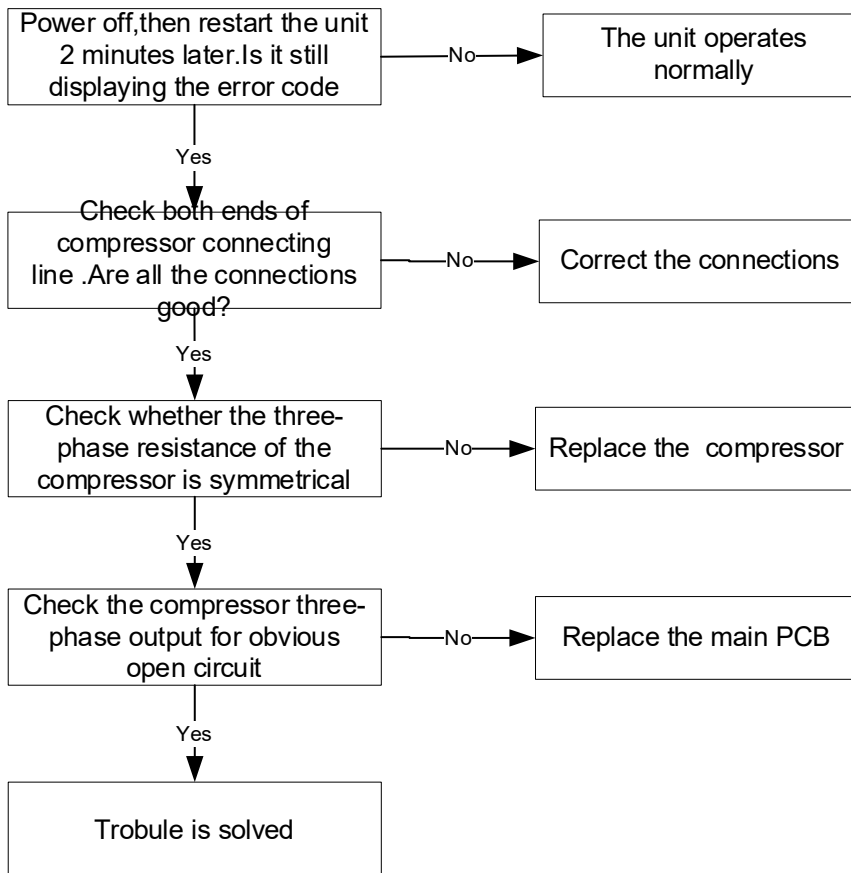 Power off,then restart the unit
2 minutes later.Is it still
displaying the error code
No
The unit operates
normally
Yes
Check both ends of
compressor connecting
line .Are all the connections
good?
No
Correct the connections
Yes
Check whether the three-
phase resistance of the
compressor is symmetrical
No
Replace the  compressor
Yes
Check the compressor three-
phase output for obvious
open circuit
No
Replace the main PCB
Yes
Trobule is solved